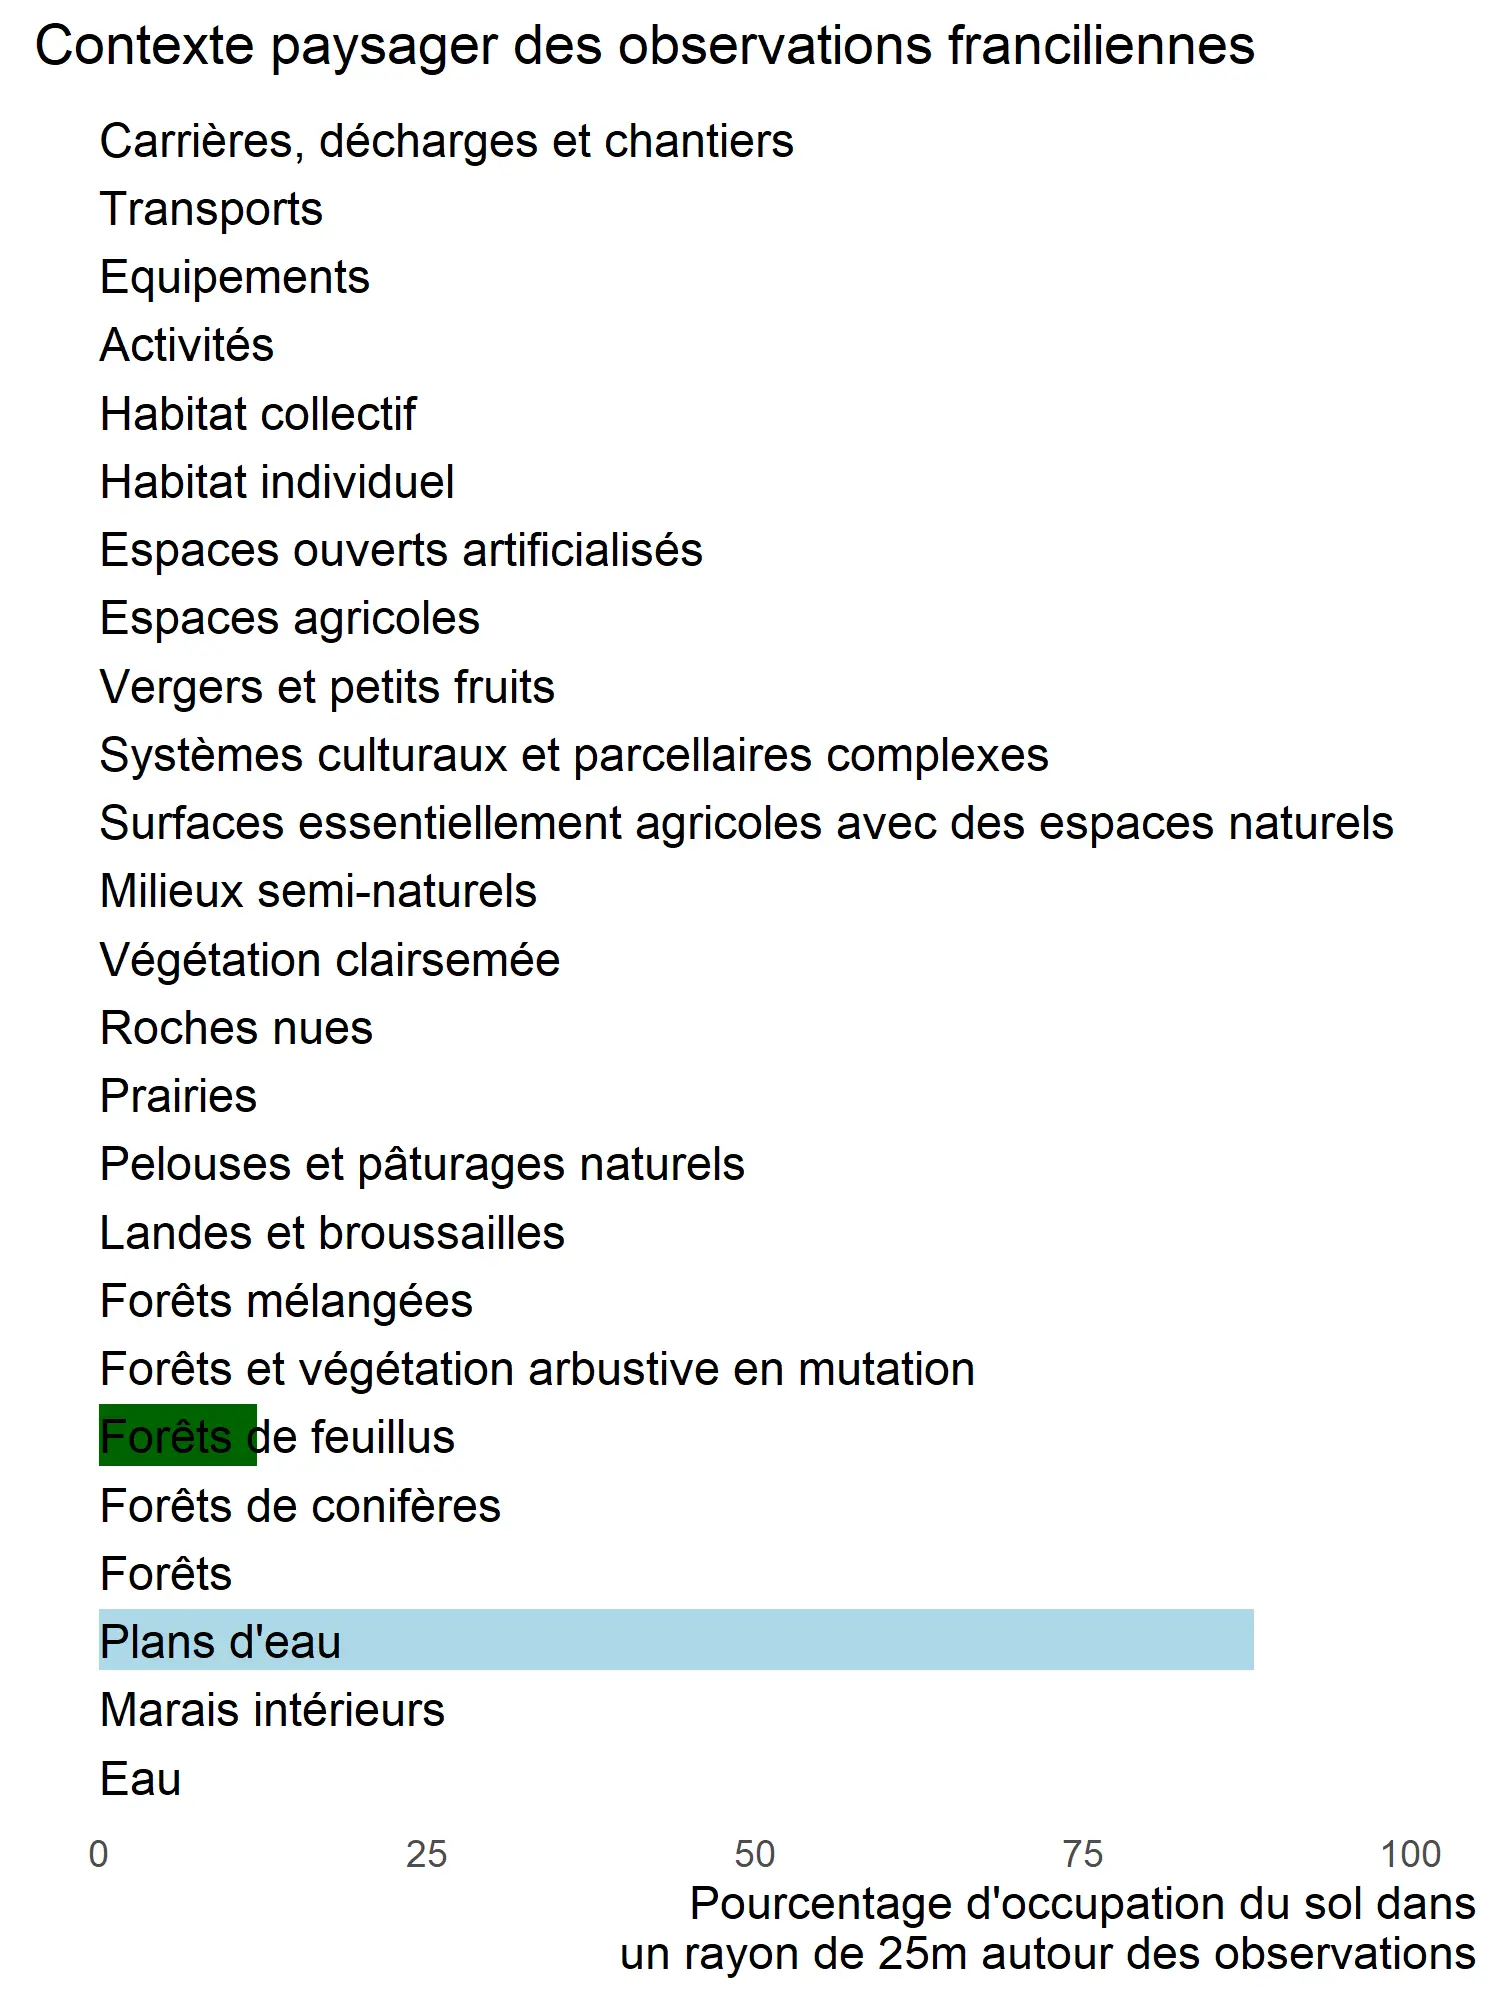 Contexte paysager des observations franciliennes
Carrières, décharges et chantiers
Transports
Equipements
Activités
Habitat collectif
Habitat individuel
Espaces ouverts artificialisés
Espaces agricoles
Vergers et petits fruits
Systèmes culturaux et parcellaires complexes
Surfaces essentiellement agricoles avec des espaces naturels
Milieux semi-naturels
Végétation clairsemée
Roches nues
Prairies
Pelouses et pâturages naturels
Landes et broussailles
Forêts mélangées
Forêts et végétation arbustive en mutation
Forêts de feuillus
Forêts de conifères
Forêts
Plans d'eau
Marais intérieurs
Eau
0 25 50 75 100
Pourcentage d'occupation du sol dans
un rayon de 25m autour des observations